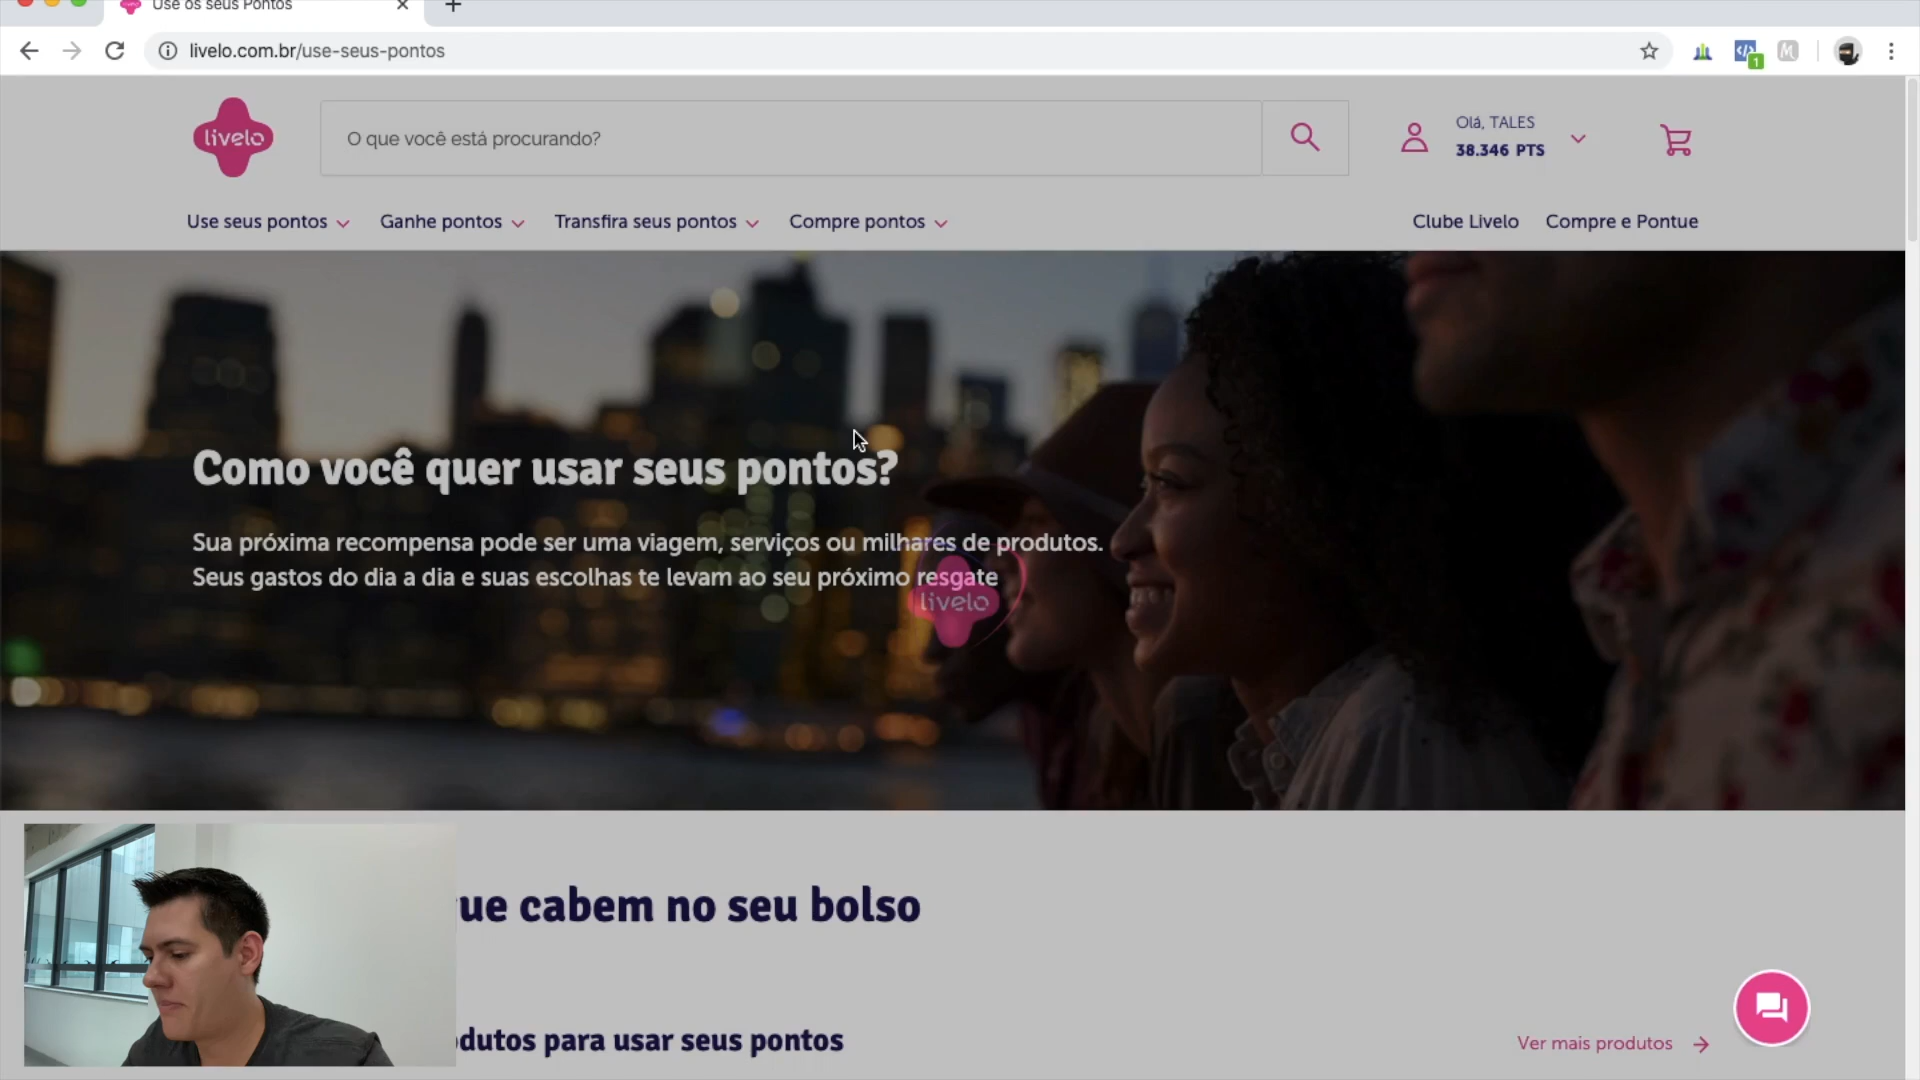 Use os seus Pontos
livelo.com.br/use-seus-pontos
1
livelo
O que você está procurando?
Olá, TALES
38.346 PTS
Use seus pontos
Ganhe pontos
Transfira seus pontos
Compre pontos
Clube Livelo
Compre e Pontue
Como você quer usar seus pontos?
Sua próxima recompensa pode ser uma viagem, serviços ou milhares de produtos.
Seus gastos do dia a dia e suas escolhas te levam ao seu próximo resgate
livelo
ue cabem no seu bolso
dutos para usar seus pontos
Ver mais produtos